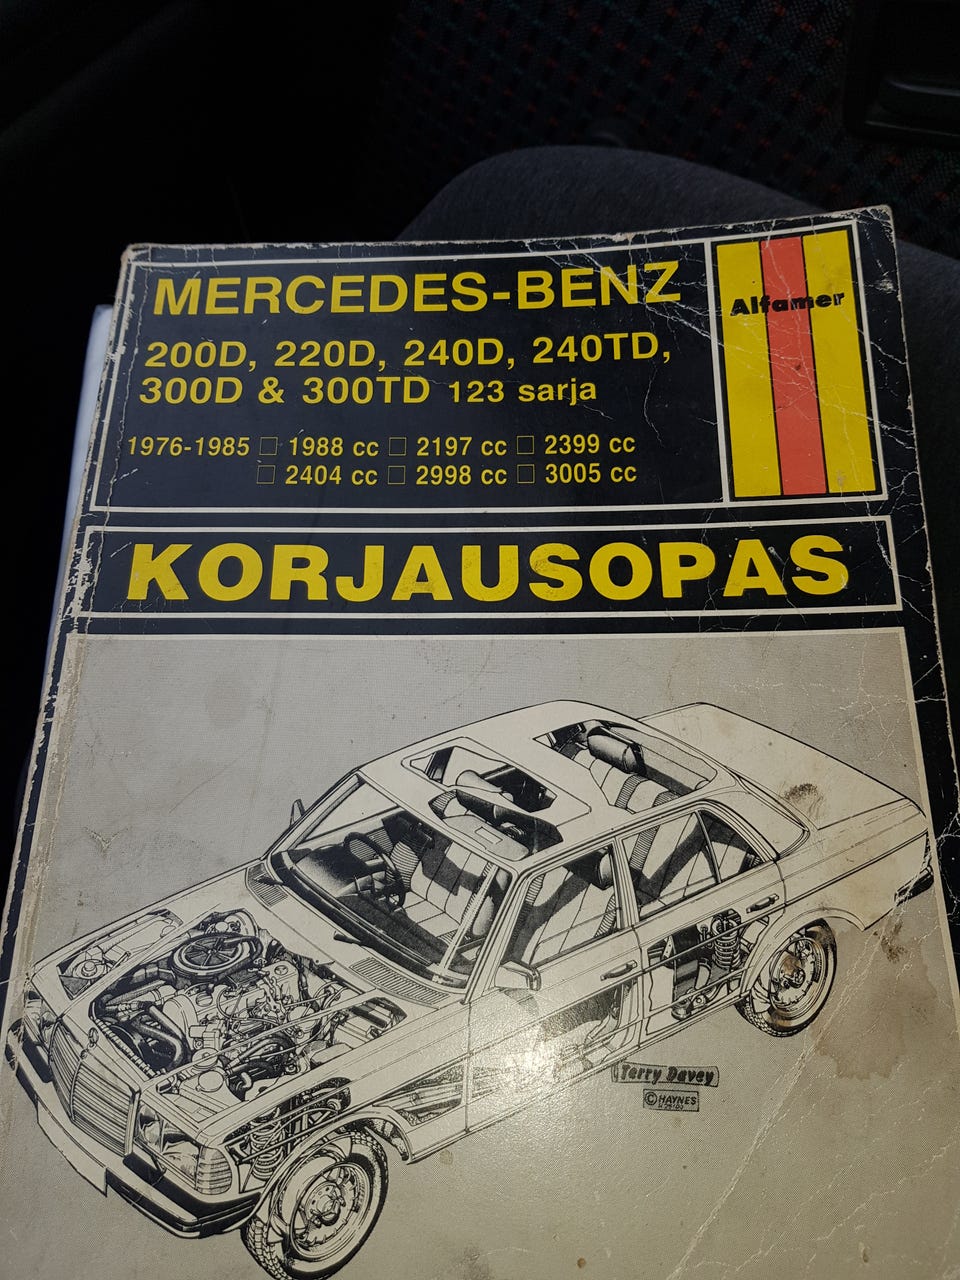 MERCEDES-BENZ
200D, 220D, 240D, 240TD,
300D & 300TD 123 sarja
1976-1985 □ 1988 cc □ 2197 cc □ 2399 cc
□ 2404 cc □ 2998 cc □ 3005 cc
Alfamer
KORJAUSOPAS
Terry Davey
© HAYNES